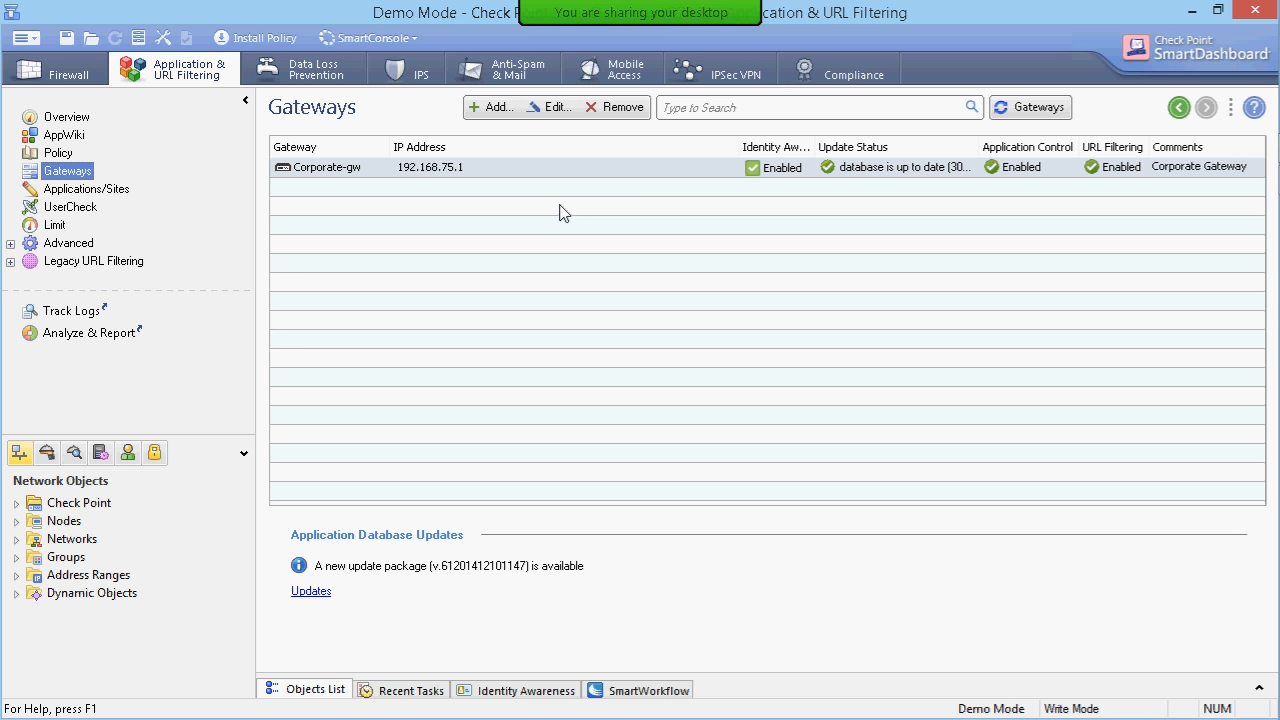 Demo Mode - Check P
You are sharing your desktop
cation & URL Filtering
Install Policy
SmartConsole
Firewall
Application & URL Filtering
Data Loss Prevention
IPS
Anti-Spam & Mail
Mobile Access
IPSec VPN
Compliance
Check Point
SmartDashboard
Overview
AppWiki
Policy
Gateways
Applications/Sites
UserCheck
Limit
Advanced
Legacy URL Filtering
Track Logs
Analyze & Report
Network Objects
Check Point
Nodes
Networks
Groups
Address Ranges
Dynamic Objects
Gateways
Add... Edit... Remove Type to Search Gateways
Gateway IP Address Identity Aw... Update Status Application Control URL Filtering Comments
Corporate-gw 192.168.75.1 Enabled database is up to date (30... Enabled Enabled Corporate Gateway
Application Database Updates
A new update package (v.61201412101147) is available
Updates
Objects List Recent Tasks Identity Awareness SmartWorkflow
For Help, press F1 Demo Mode Write Mode NUM